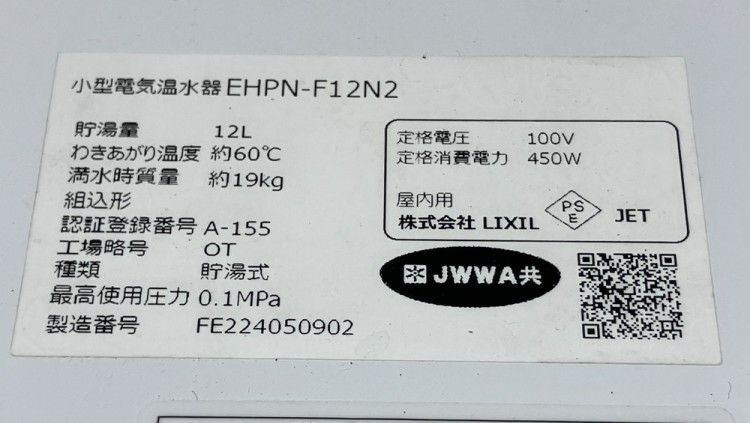 小型電気温水器 EHPN-F12N2
貯湯量 12L
わきあがり温度 約60℃
満水時質量 約19kg
組込形
認証登録番号 A-155
工場略号 OT
種類 貯湯式
最高使用圧力 0.1MPa
製造番号 FE224050902
定格電圧 100V
定格消費電力 450W
屋内用
株式会社 LIXIL
PS
E
JET
JWWA共